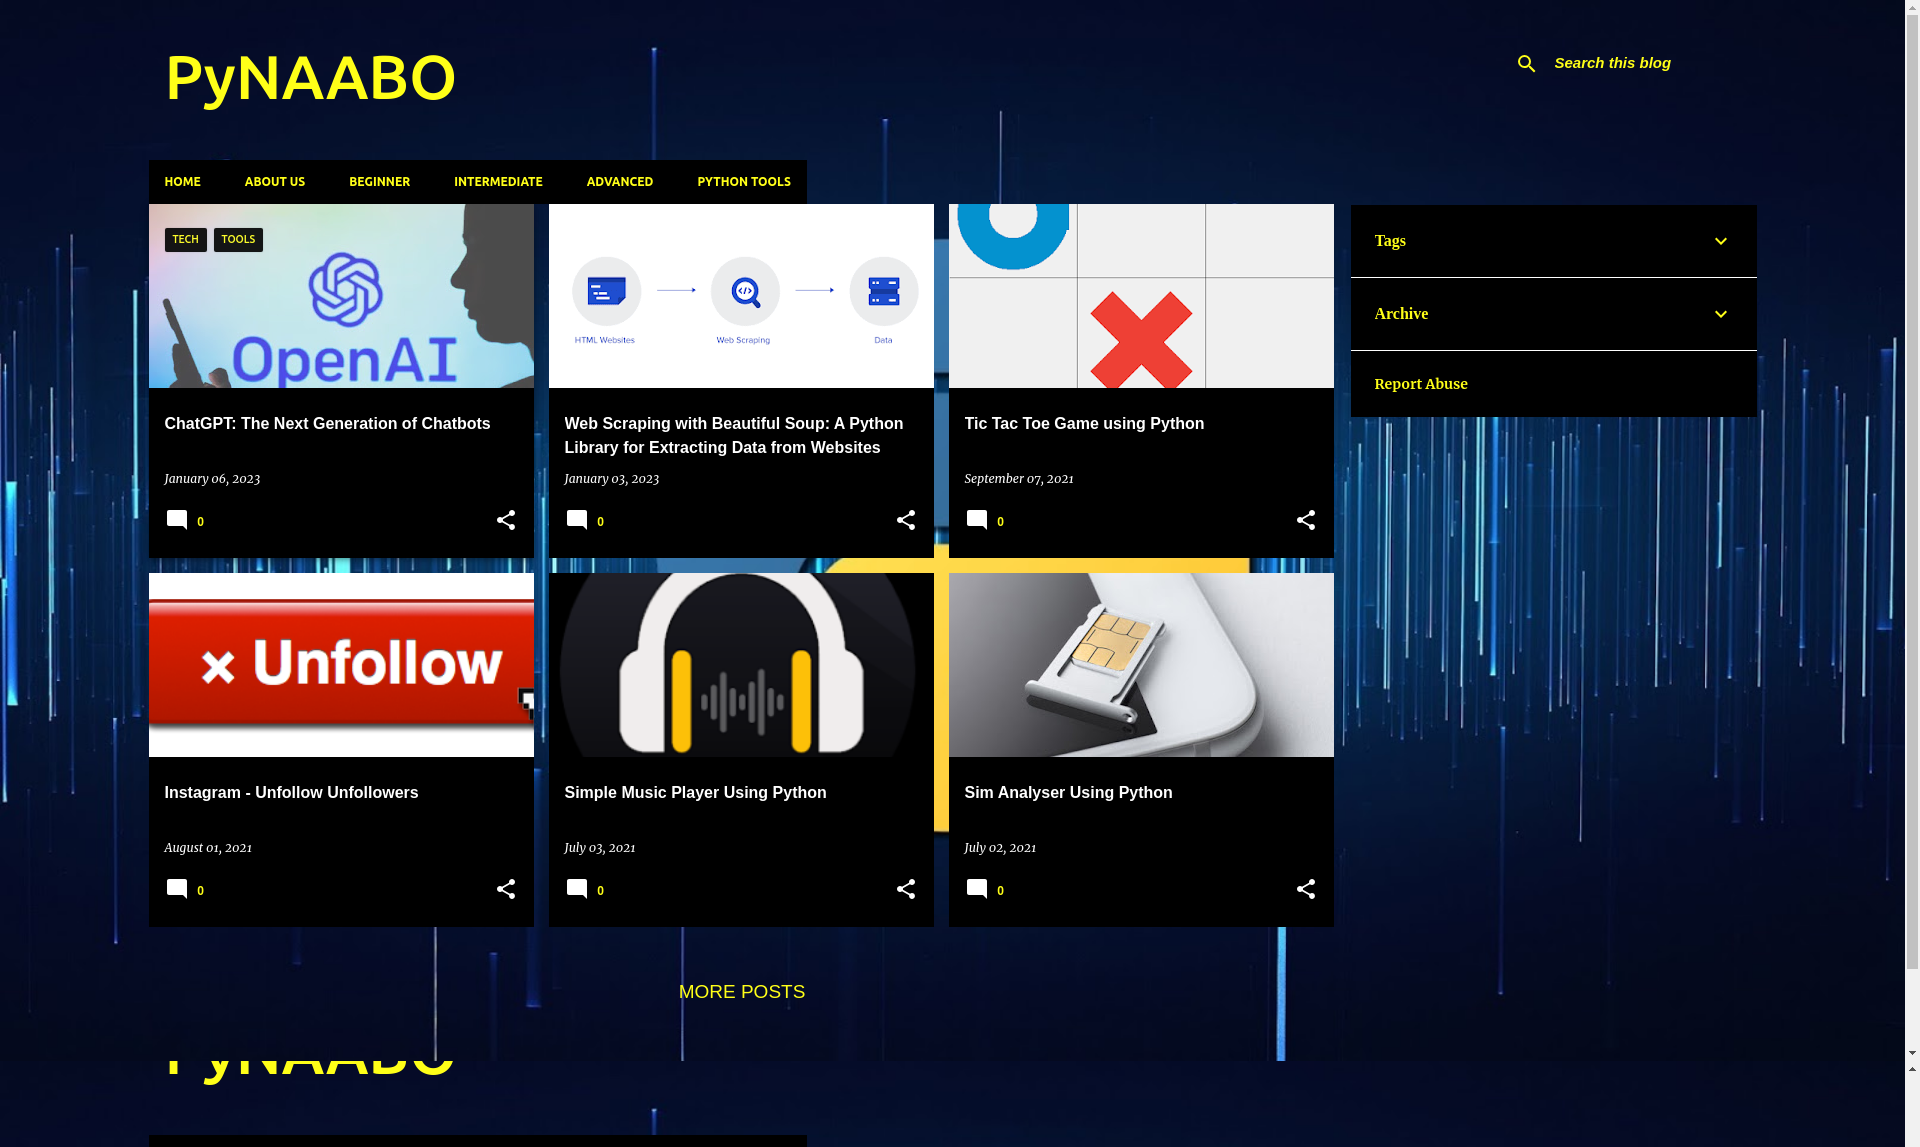 PyNAABO
Search this blog
HOME ABOUT US BEGINNER INTERMEDIATE ADVANCED PYTHON TOOLS
TECH TOOLS
OpenAI
HTML Websites Web Scraping Data
ChatGPT: The Next Generation of Chatbots
January 06, 2023
0
Web Scraping with Beautiful Soup: A Python
Library for Extracting Data from Websites
January 03, 2023
0
Tic Tac Toe Game using Python
September 07, 2021
0
Tags
Archive
Report Abuse
× Unfollow
Instagram - Unfollow Unfollowers
August 01, 2021
0
Simple Music Player Using Python
July 03, 2021
0
Sim Analyser Using Python
July 02, 2021
0
MORE POSTS
PyNAABO